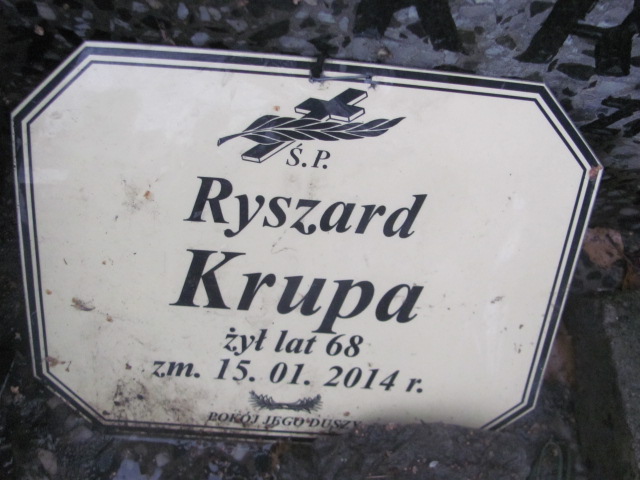 Ś.P.
Ryszard
Krupa
żył lat 68
zm. 15. 01. 2014 r.
POKÓJ JEGO DUSZY